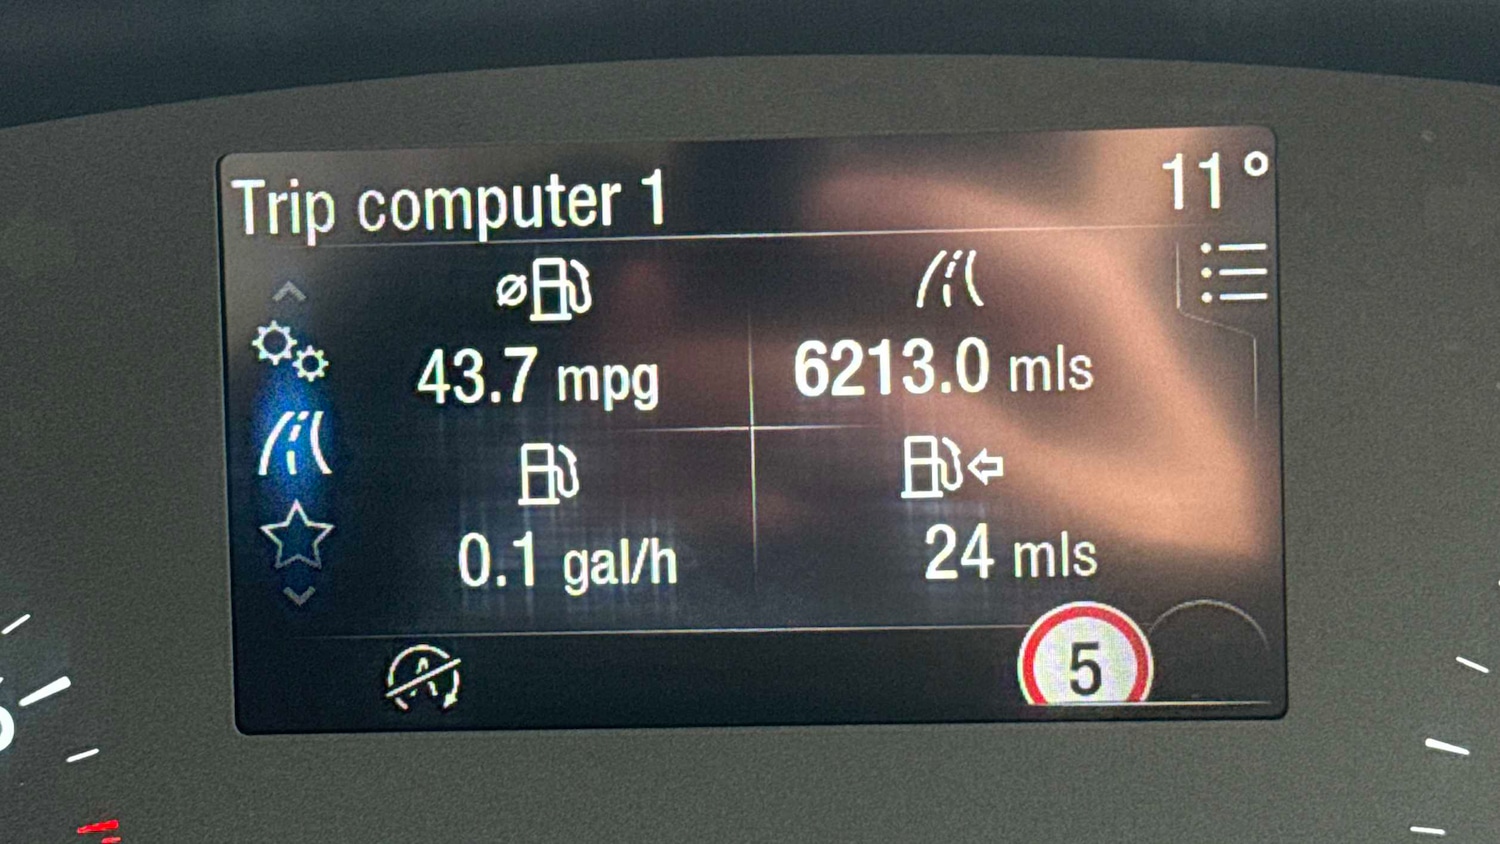 Trip computer 1
11°
43.7 mpg
6213.0 mls
0.1 gal/h
24 mls
5